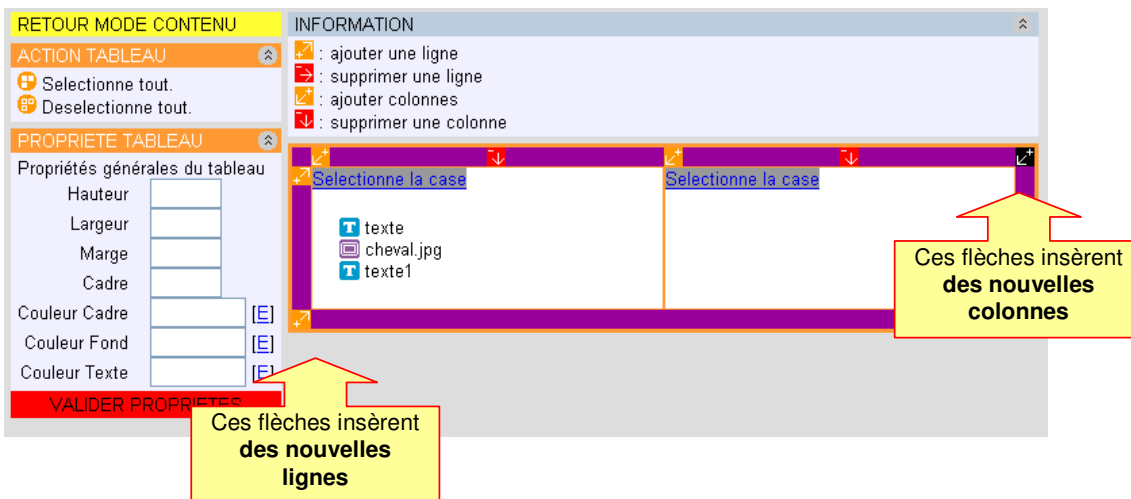 RETOUR MODE CONTENU
ACTION TABLEAU
Selectionne tout.
Deselectionne tout.
PROPRIETE TABLEAU
Propriétés générales du tableau
Hauteur
Largeur
Marge
Cadre
Couleur Cadre [E]
Couleur Fond [E]
Couleur Texte [E]
VALIDER PROPRIETES
INFORMATION
: ajouter une ligne
: supprimer une ligne
: ajouter colonnes
: supprimer une colonne
Selectionne la case
texte
cheval.jpg
texte1
Selectionne la case
Ces flèches insèrent
des nouvelles
colonnes
Ces flèches insèrent
des nouvelles
lignes